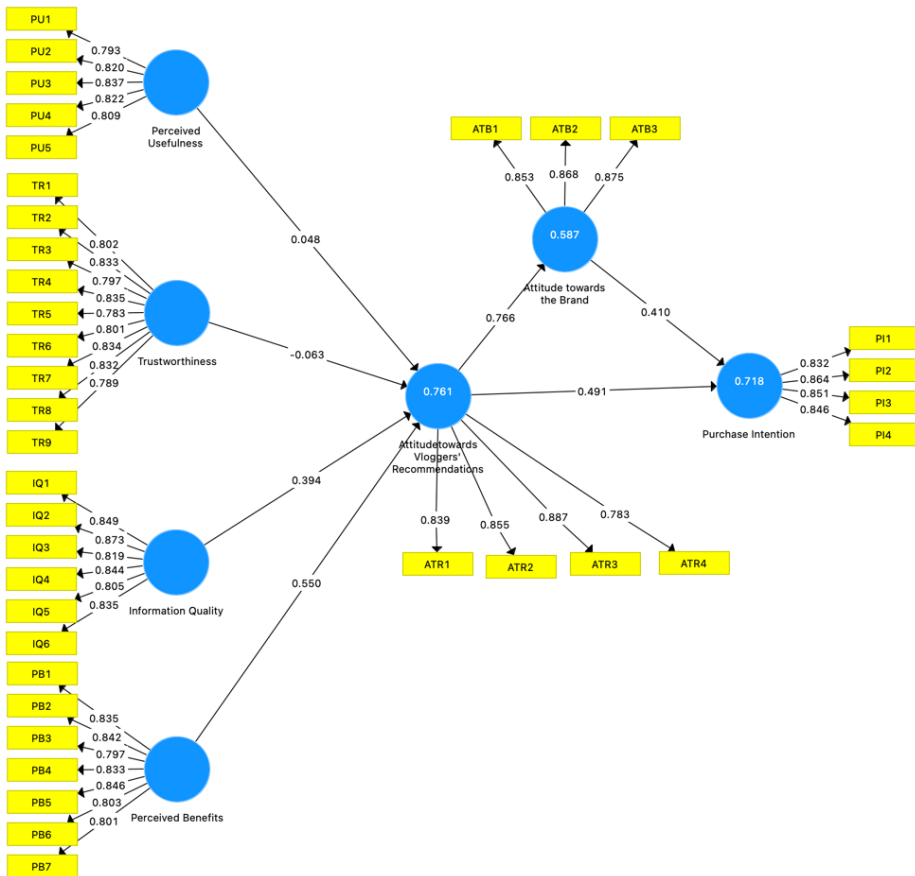 PU1
PU2
PU3
PU4
PU5
0.793
0.820
0.837
0.822
0.809
Perceived
Usefulness
TR1
TR2
TR3
TR4
TR5
TR6
TR7
TR8
TR9
0.802
0.833
0.797
0.835
0.783
0.801
0.834
0.832
0.789
Trustworthiness
IQ1
IQ2
IQ3
IQ4
IQ5
IQ6
0.849
0.873
0.819
0.844
0.805
0.835
Information Quality
PB1
PB2
PB3
PB4
PB5
PB6
PB7
0.835
0.842
0.797
0.833
0.846
0.803
0.801
Perceived Benefits
0.048
-0.063
0.394
0.550
0.761
Attitudetowards
Vloggers'
Recommendations
0.839
0.855
0.887
0.783
ATR1
ATR2
ATR3
ATR4
0.766
0.491
ATB1
ATB2
ATB3
0.853
0.868
0.875
0.587
Attitude towards
the Brand
0.410
0.718
Purchase Intention
0.832
0.864
0.851
0.846
PI1
PI2
PI3
PI4